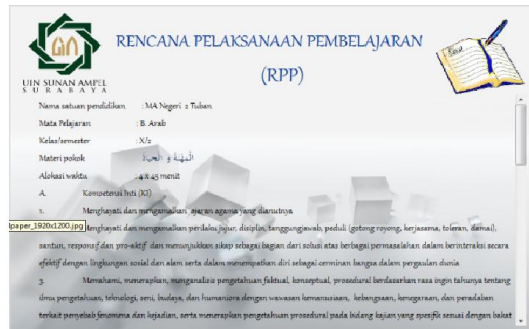 RENCANA PELAKSANAAN PEMBELAJARAN
(RPP)
UIN SUNAN AMPEL
S U R A B A Y A
Nama satuan pendidikan : MA Negeri 2 Tuban
Mata Pelajaran : B. Arab
Kelas/semester : X/2
Materi pokok : الْمِهْنَة وَ الْحَيَاة
Alokasi waktu : 4x 45 menit
A. Kompetensi Inti (KI)
1. Menghayati dan mengamalkan ajaran agama yang dianutnya
lpaper_1920x1200.jpg
Menghayati dan mengamalkan perilaku jujur, disiplin, tanggungjawab, peduli (gotong royong, kerjasama, toleran, damai),
santun, responsif dan pro-aktif dan menunjukkan sikap sebagai bagian dari solusi atas berbagai permasalahan dalam berinteraksi secara
efektif dengan lingkungan sosial dan alam serta dalam menempatkan diri sebagai cerminan bangsa dalam pergaulan dunia
3. Memahami, menerapkan, menganalisis pengetahuan faktual, konseptual, prosedural berdasarkan rasa ingin tahunya tentang
ilmu pengetahuan, teknologi, seni, budaya, dan humaniora dengan wawasan kemanusiaan, kebangsaan, kenegaraan, dan peradaban
terkait penyebab fenomena dan kejadian, serta menerapkan pengetahuan prosedural pada bidang kajian yang spesifik sesuai dengan bakat